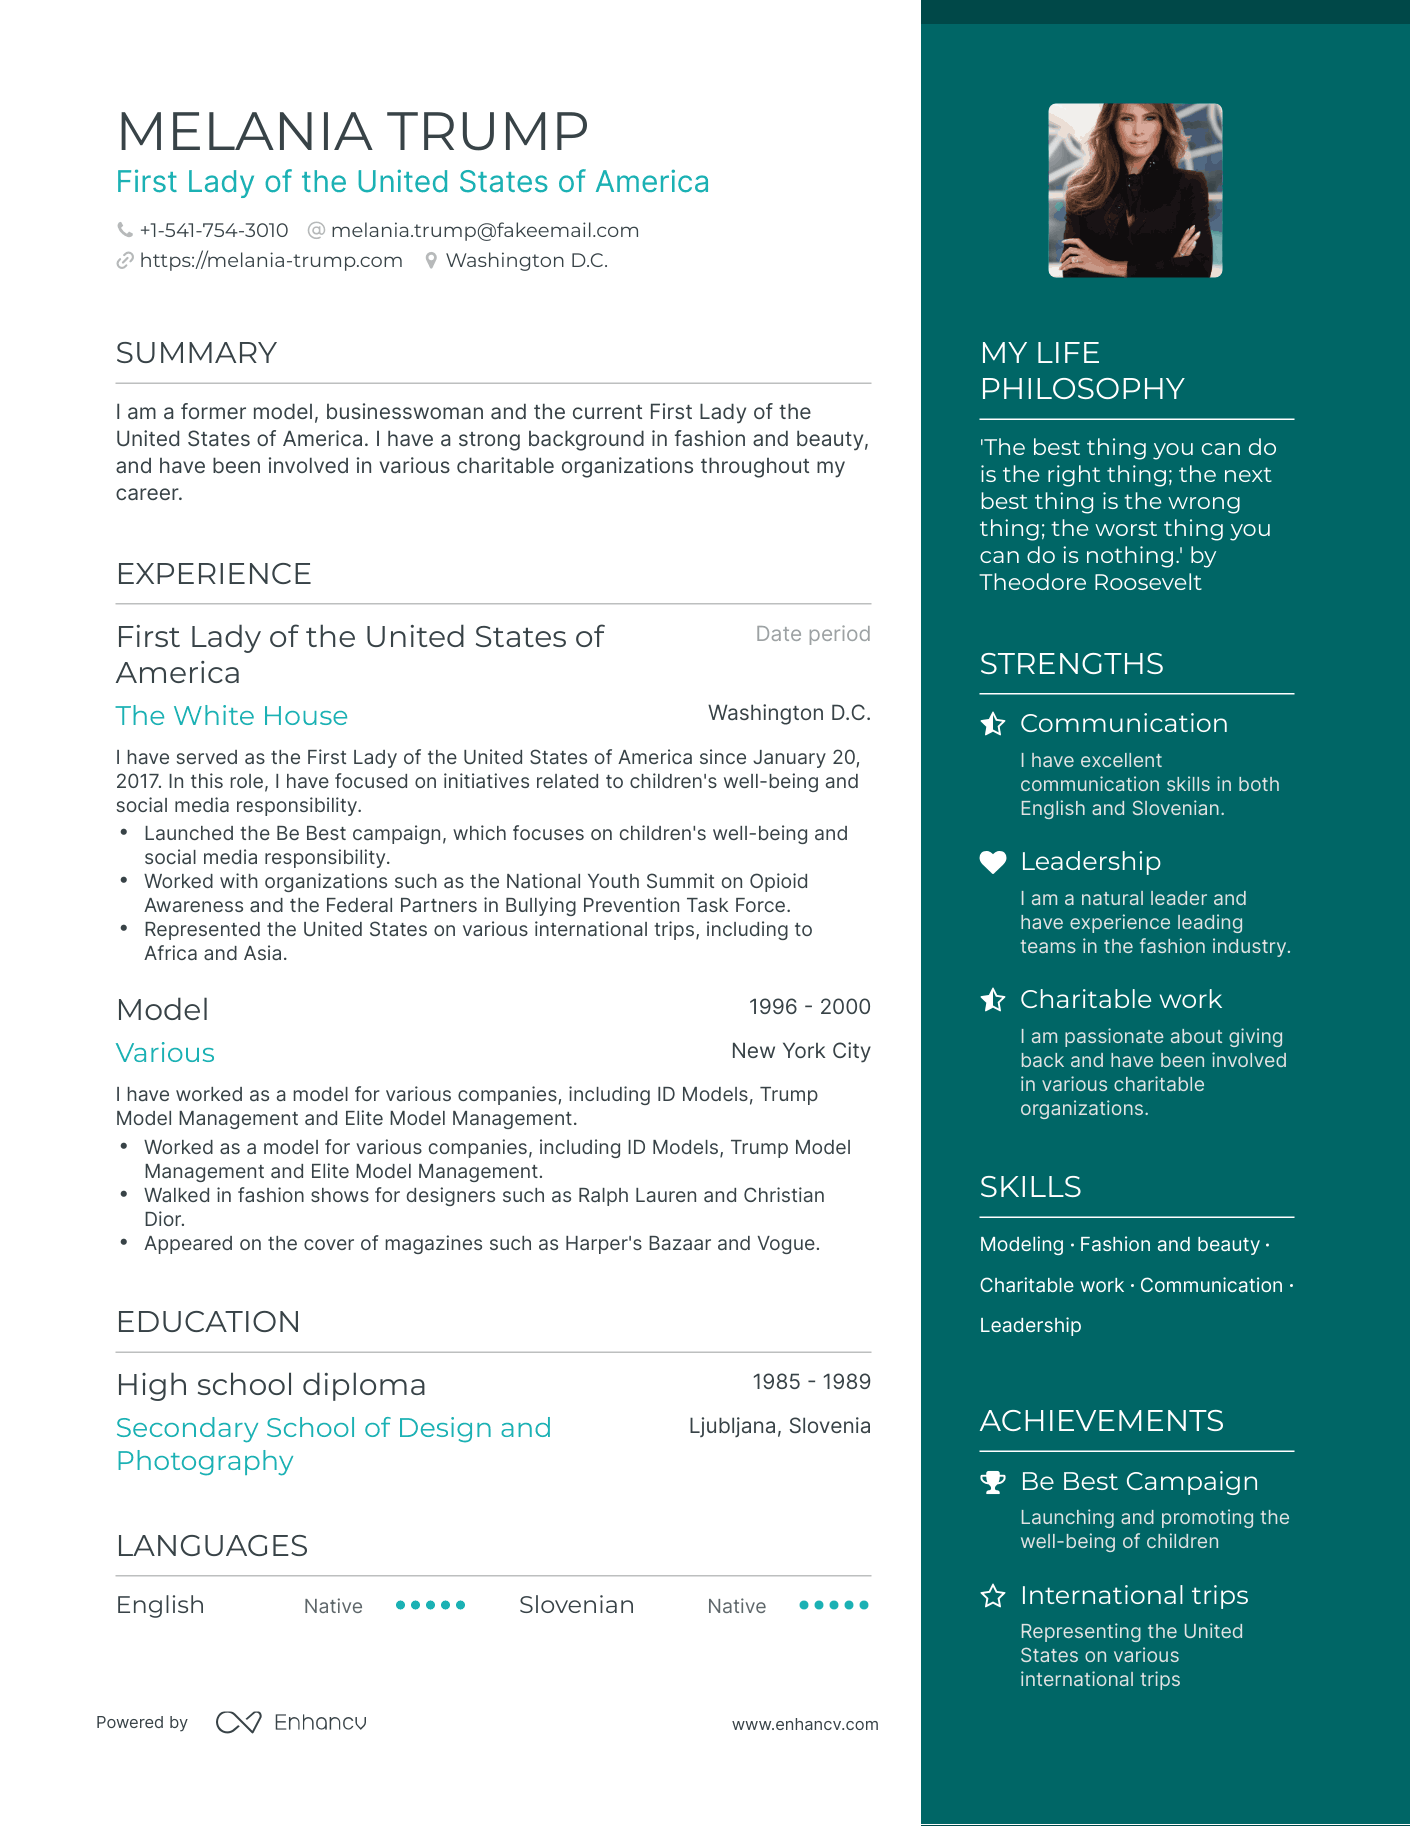 MELANIA TRUMP
First Lady of the United States of America
+1-541-754-3010 @ melania.trump@fakeemail.com
https://melania-trump.com Washington D.C.
SUMMARY
I am a former model, businesswoman and the current First Lady of the
United States of America. I have a strong background in fashion and beauty,
and have been involved in various charitable organizations throughout my
career.
EXPERIENCE
First Lady of the United States of
America
Date period
The White House
Washington D.C.
I have served as the First Lady of the United States of America since January 20,
2017. In this role, I have focused on initiatives related to children's well-being and
social media responsibility.
• Launched the Be Best campaign, which focuses on children's well-being and
social media responsibility.
• Worked with organizations such as the National Youth Summit on Opioid
Awareness and the Federal Partners in Bullying Prevention Task Force.
• Represented the United States on various international trips, including to
Africa and Asia.
Model
1996 - 2000
Various
New York City
I have worked as a model for various companies, including ID Models, Trump
Model Management and Elite Model Management.
• Worked as a model for various companies, including ID Models, Trump Model
Management and Elite Model Management.
• Walked in fashion shows for designers such as Ralph Lauren and Christian
Dior.
• Appeared on the cover of magazines such as Harper's Bazaar and Vogue.
EDUCATION
High school diploma
1985 - 1989
Secondary School of Design and
Photography
Ljubljana, Slovenia
LANGUAGES
English Native Slovenian Native
Powered by Enhancv
www.enhancv.com
MY LIFE
PHILOSOPHY
'The best thing you can do
is the right thing; the next
best thing is the wrong
thing; the worst thing you
can do is nothing.' by
Theodore Roosevelt
STRENGTHS
Communication
I have excellent
communication skills in both
English and Slovenian.
Leadership
I am a natural leader and
have experience leading
teams in the fashion industry.
Charitable work
I am passionate about giving
back and have been involved
in various charitable
organizations.
SKILLS
Modeling · Fashion and beauty ·
Charitable work · Communication ·
Leadership
ACHIEVEMENTS
Be Best Campaign
Launching and promoting the
well-being of children
International trips
Representing the United
States on various
international trips